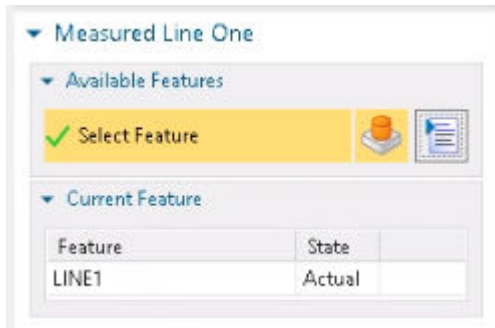 Measured Line One
Available Features
Select Feature
Current Feature
Feature State
LINE1 Actual